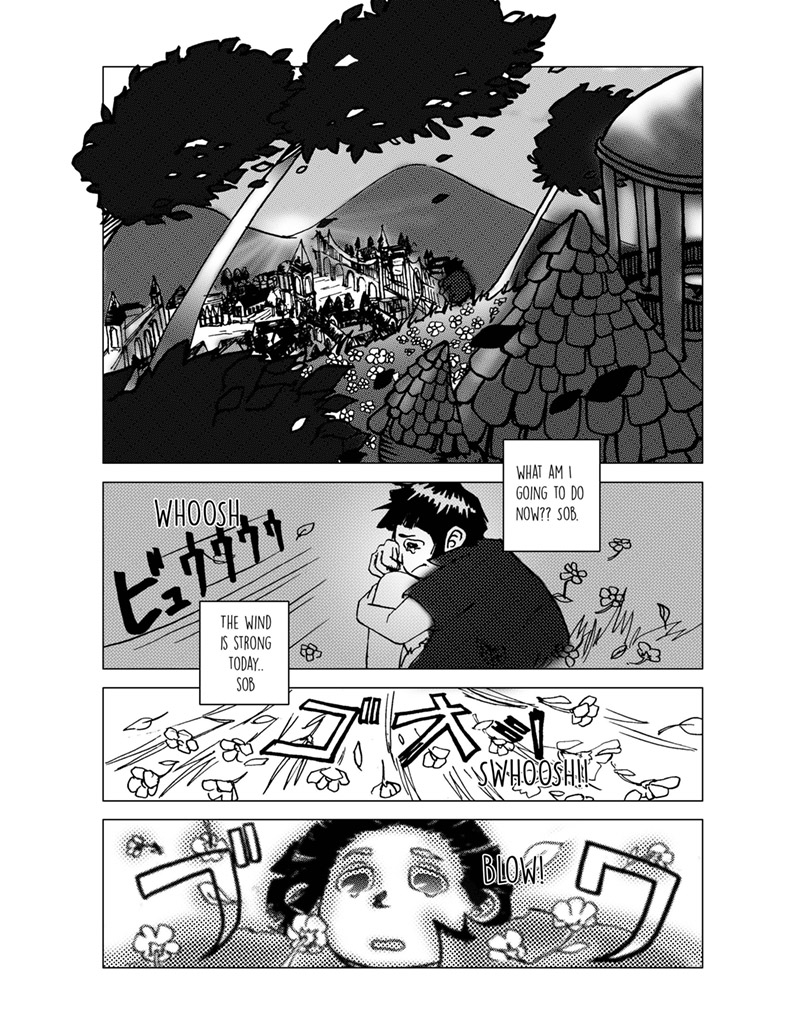 WHAT AM I
GOING TO DO
NOW?? SOB.
WHOOSH
ビュウウウウ
THE WIND
IS STRONG
TODAY..
SOB
ゴオッ!
SWHOOSH!!
BLOW!
ブワ